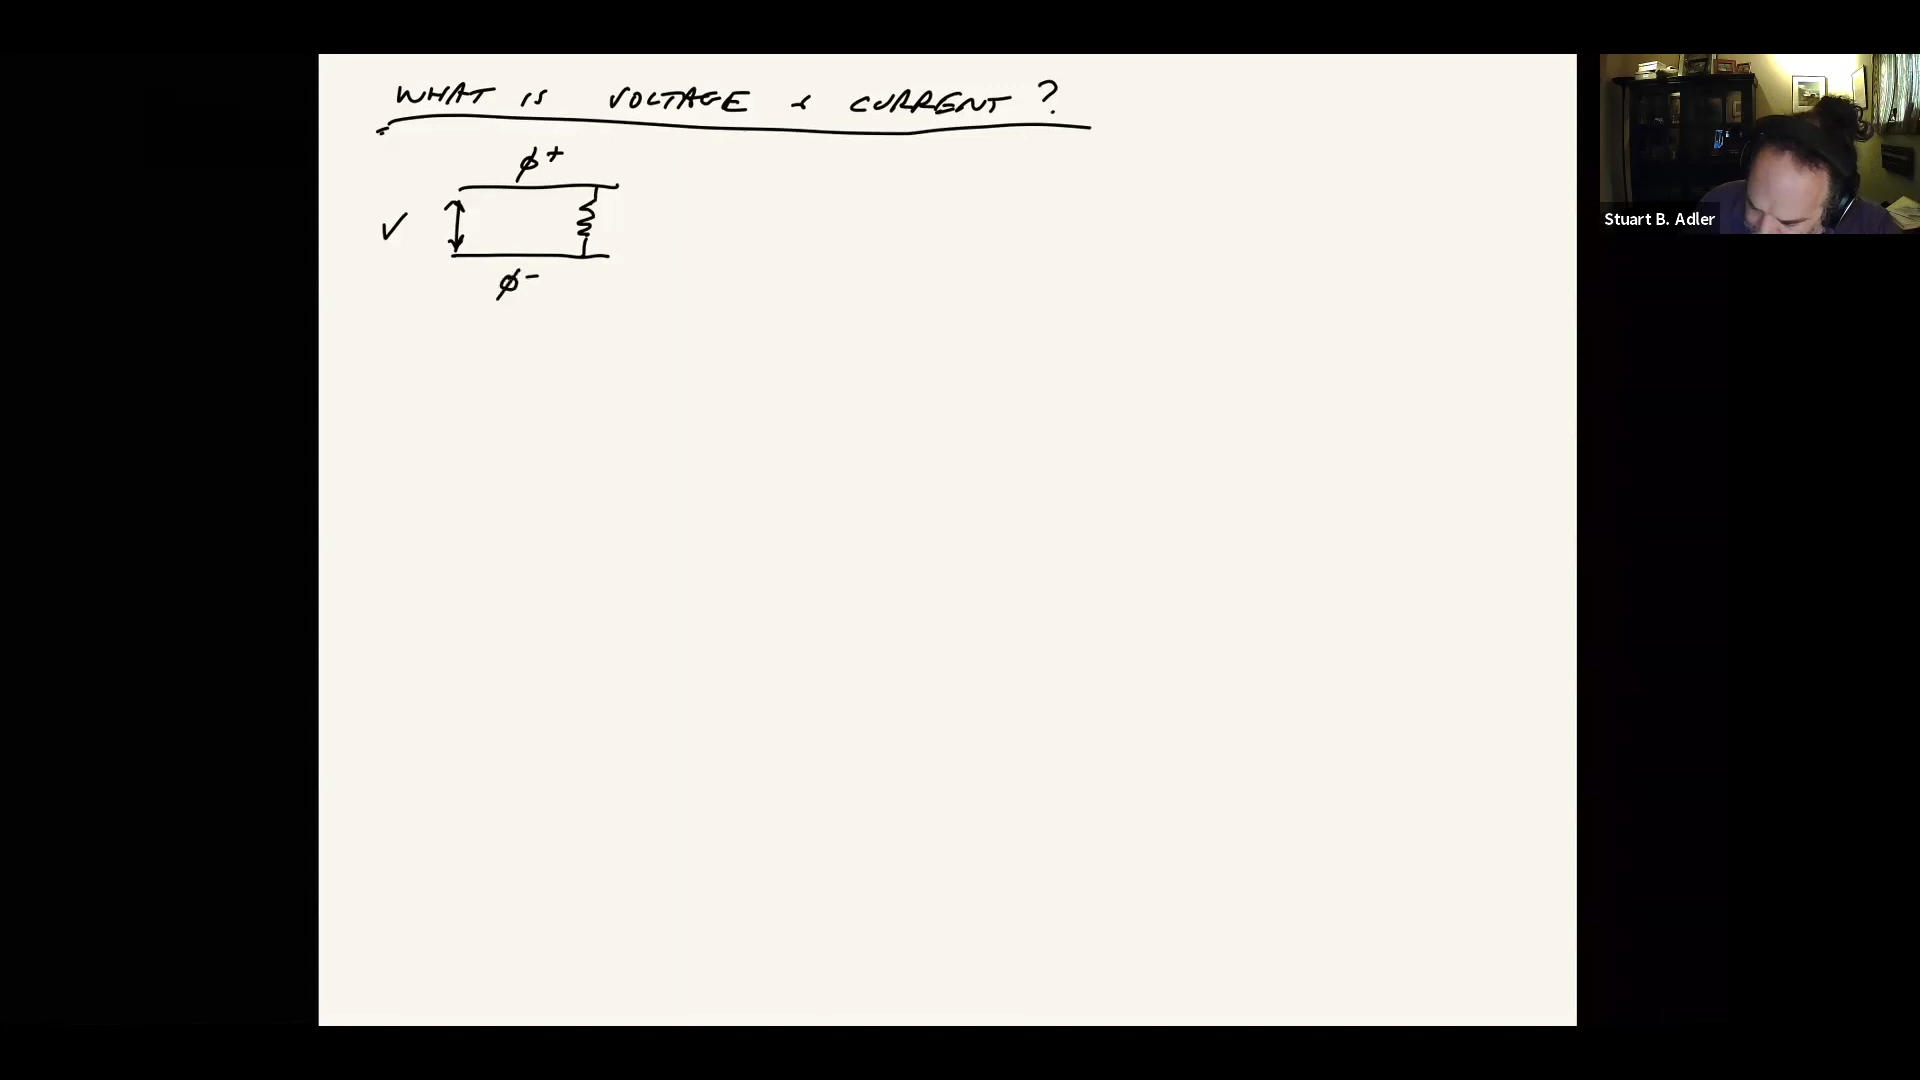 WHAT IS VOLTAGE & CURRENT ?
ϕ+
V
ϕ-
Stuart B. Adler